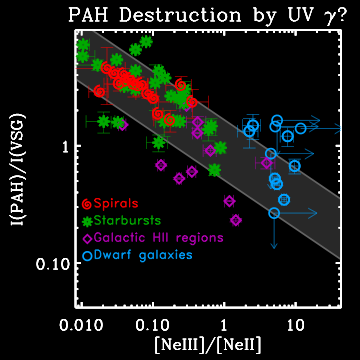 PAH Destruction by UV γ?
I(PAH)/I(VSG)
1
0.10
Spirals
Starbursts
Galactic HII regions
Dwarf galaxies
0.010 0.10 1 10
[NeIII]/[NeII]